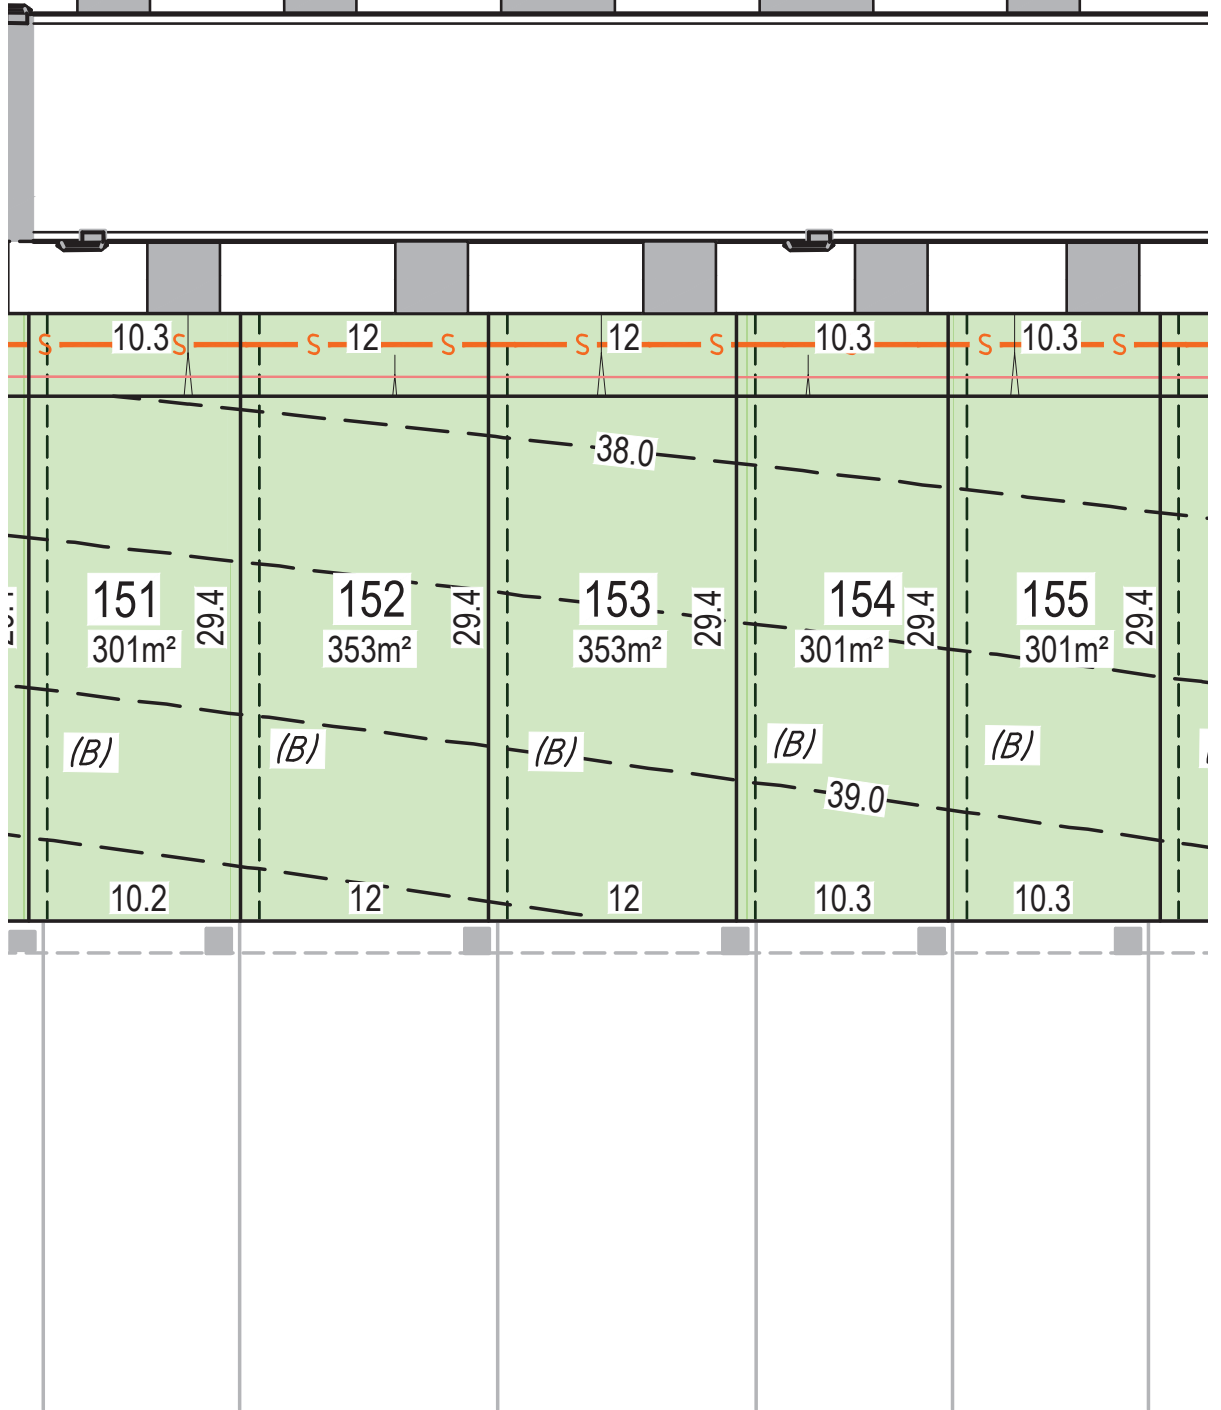 S 10.3 S S 12 S S 12 S 10.3 S 10.3 S
38.0
151 29.4 152 29.4 153 29.4 154 29.4 155 29.4
301m² 353m² 353m² 301m² 301m²
(B) (B) (B) (B) (B)
39.0
10.2 12 12 10.3 10.3